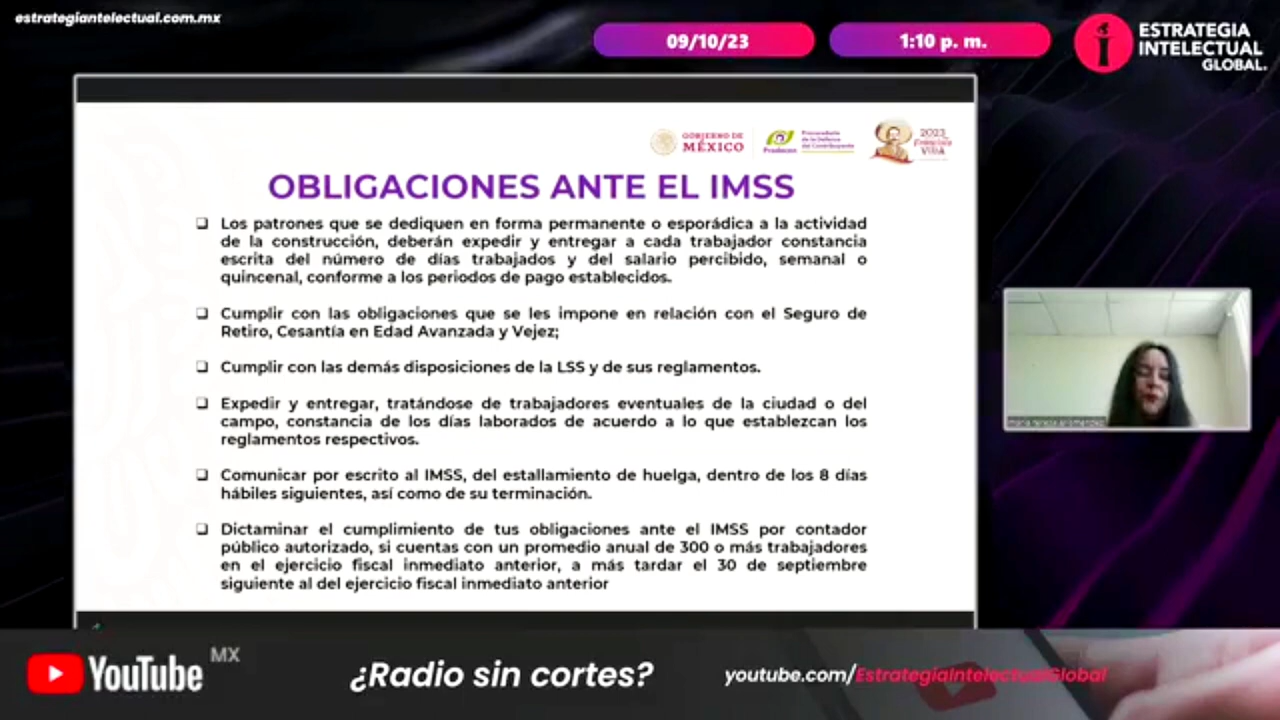 estrategiantelectual.com.mx
09/10/23
1:10 p. m.
ESTRATEGIA
INTELECTUAL
GLOBAL.
GOBIERNO DE
MÉXICO
Prodecon
Procuraduría
de la Defensa
del Contribuyente
2023
Francisco
VILLA
OBLIGACIONES ANTE EL IMSS
❑ Los patrones que se dediquen en forma permanente o esporádica a la actividad
de la construcción, deberán expedir y entregar a cada trabajador constancia
escrita del número de días trabajados y del salario percibido, semanal o
quincenal, conforme a los periodos de pago establecidos.
❑ Cumplir con las obligaciones que se les impone en relación con el Seguro de
Retiro, Cesantía en Edad Avanzada y Vejez;
❑ Cumplir con las demás disposiciones de la LSS y de sus reglamentos.
❑ Expedir y entregar, tratándose de trabajadores eventuales de la ciudad o del
campo, constancia de los días laborados de acuerdo a lo que establezcan los
reglamentos respectivos.
❑ Comunicar por escrito al IMSS, del estallamiento de huelga, dentro de los 8 días
hábiles siguientes, así como de su terminación.
❑ Dictaminar el cumplimiento de tus obligaciones ante el IMSS por contador
público autorizado, si cuentas con un promedio anual de 300 o más trabajadores
en el ejercicio fiscal inmediato anterior, a más tardar el 30 de septiembre
siguiente al del ejercicio fiscal inmediato anterior
YouTube MX
¿Radio sin cortes?
youtube.com/EstrategiaIntelectualGlobal